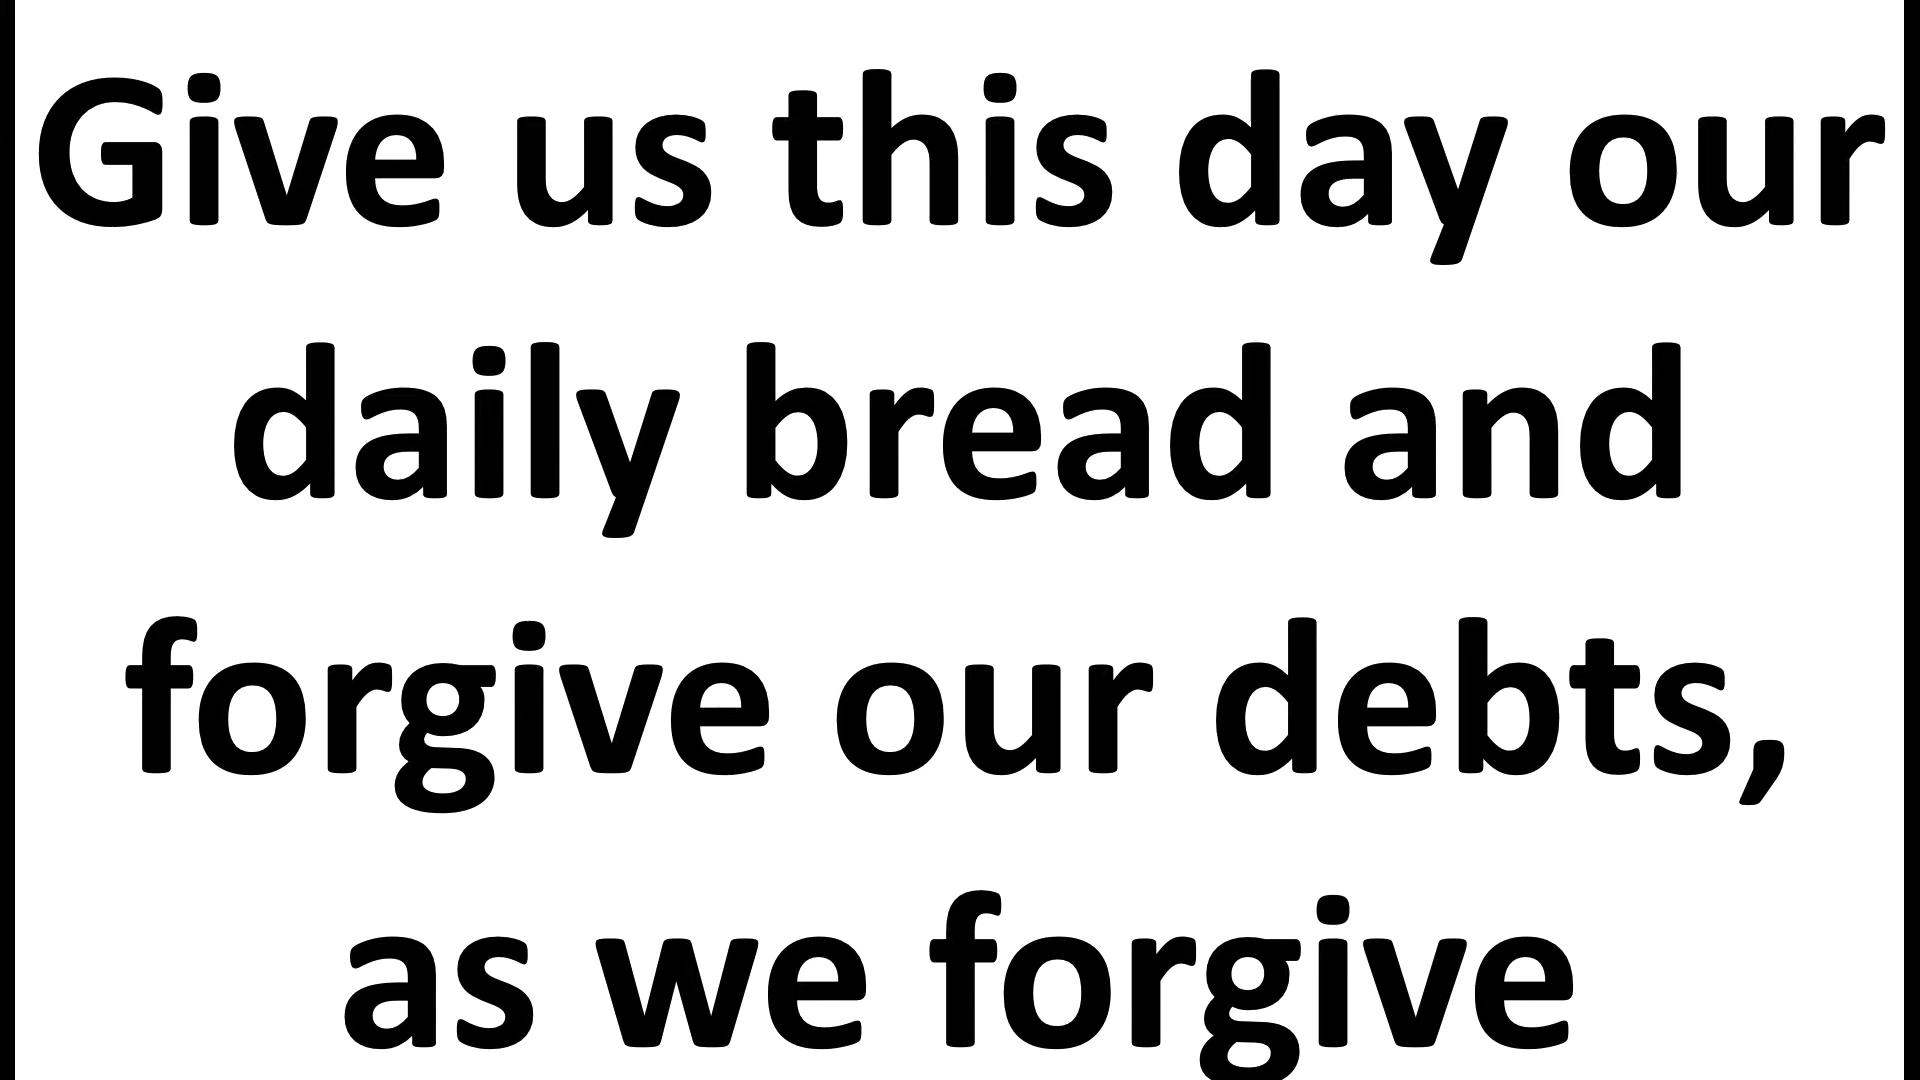 Give us this day our
daily bread and
forgive our debts,
as we forgive